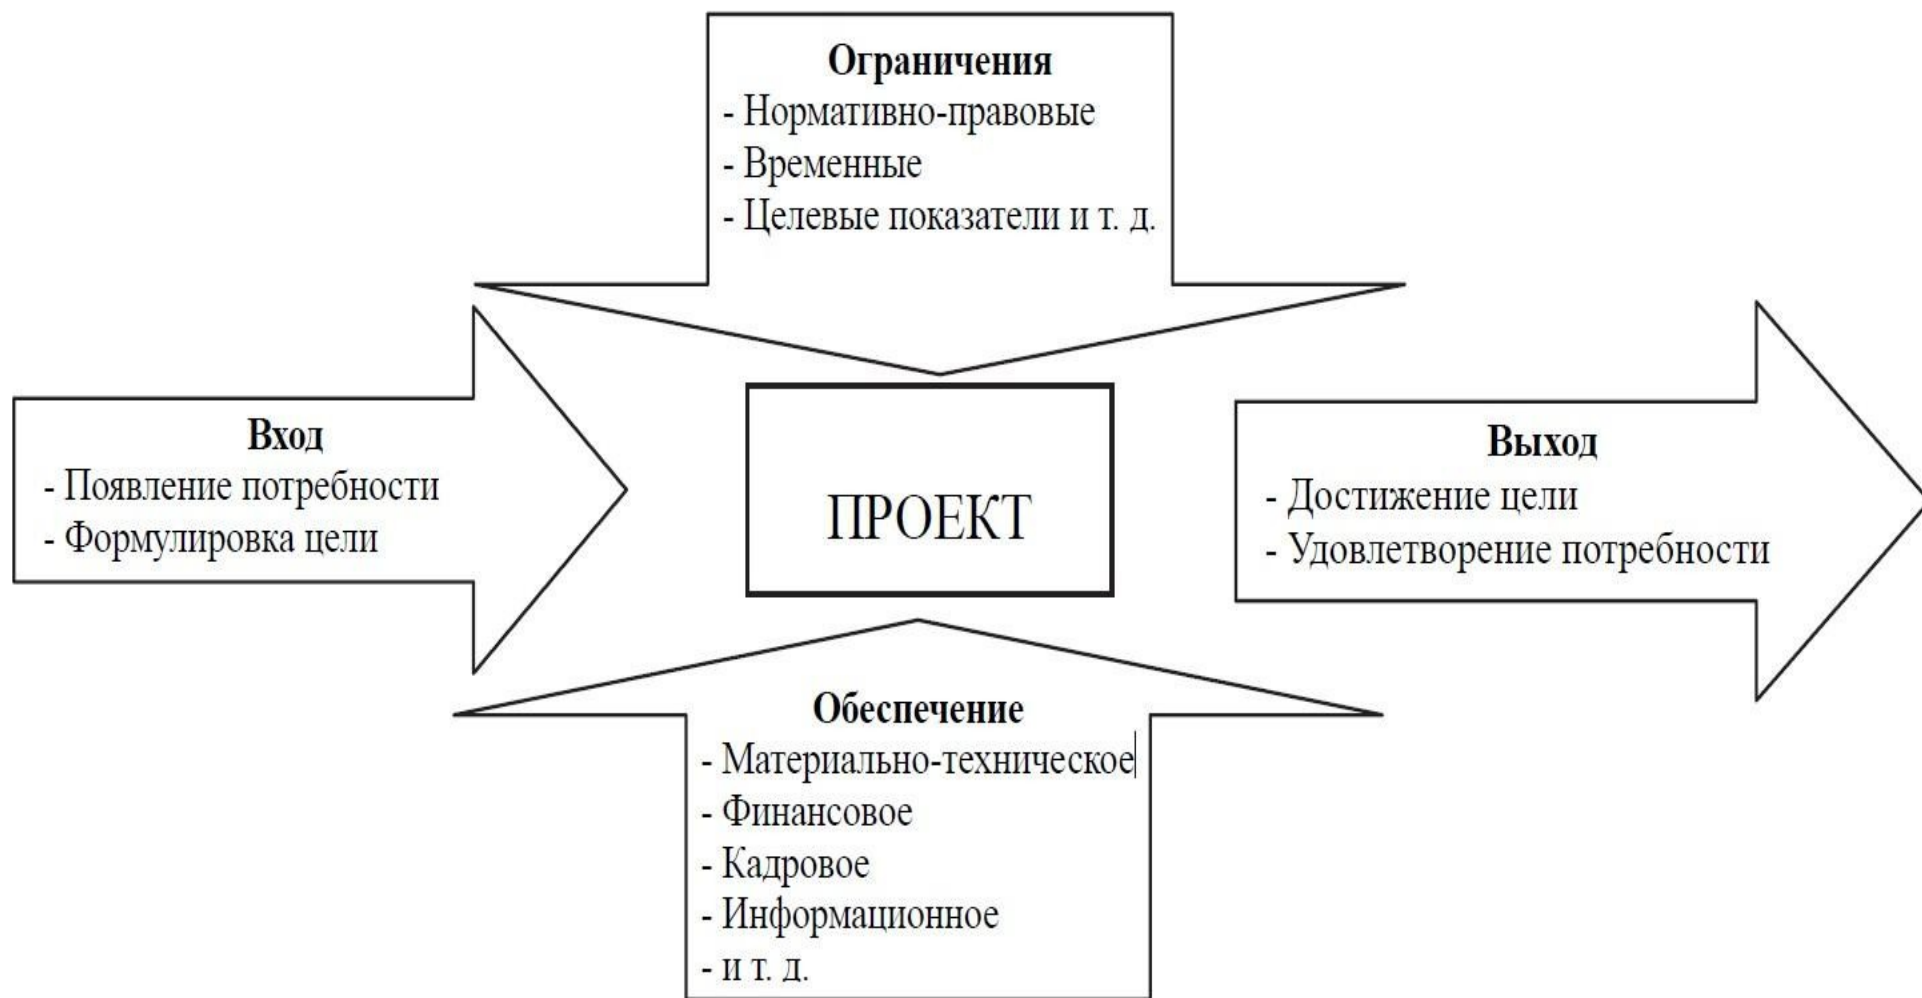 Ограничения
- Нормативно-правовые
- Временные
- Целевые показатели и т. д.
Вход
- Появление потребности
- Формулировка цели
ПРОЕКТ
Выход
- Достижение цели
- Удовлетворение потребности
Обеспечение
- Материально-техническое
- Финансовое
- Кадровое
- Информационное
- и т. д.